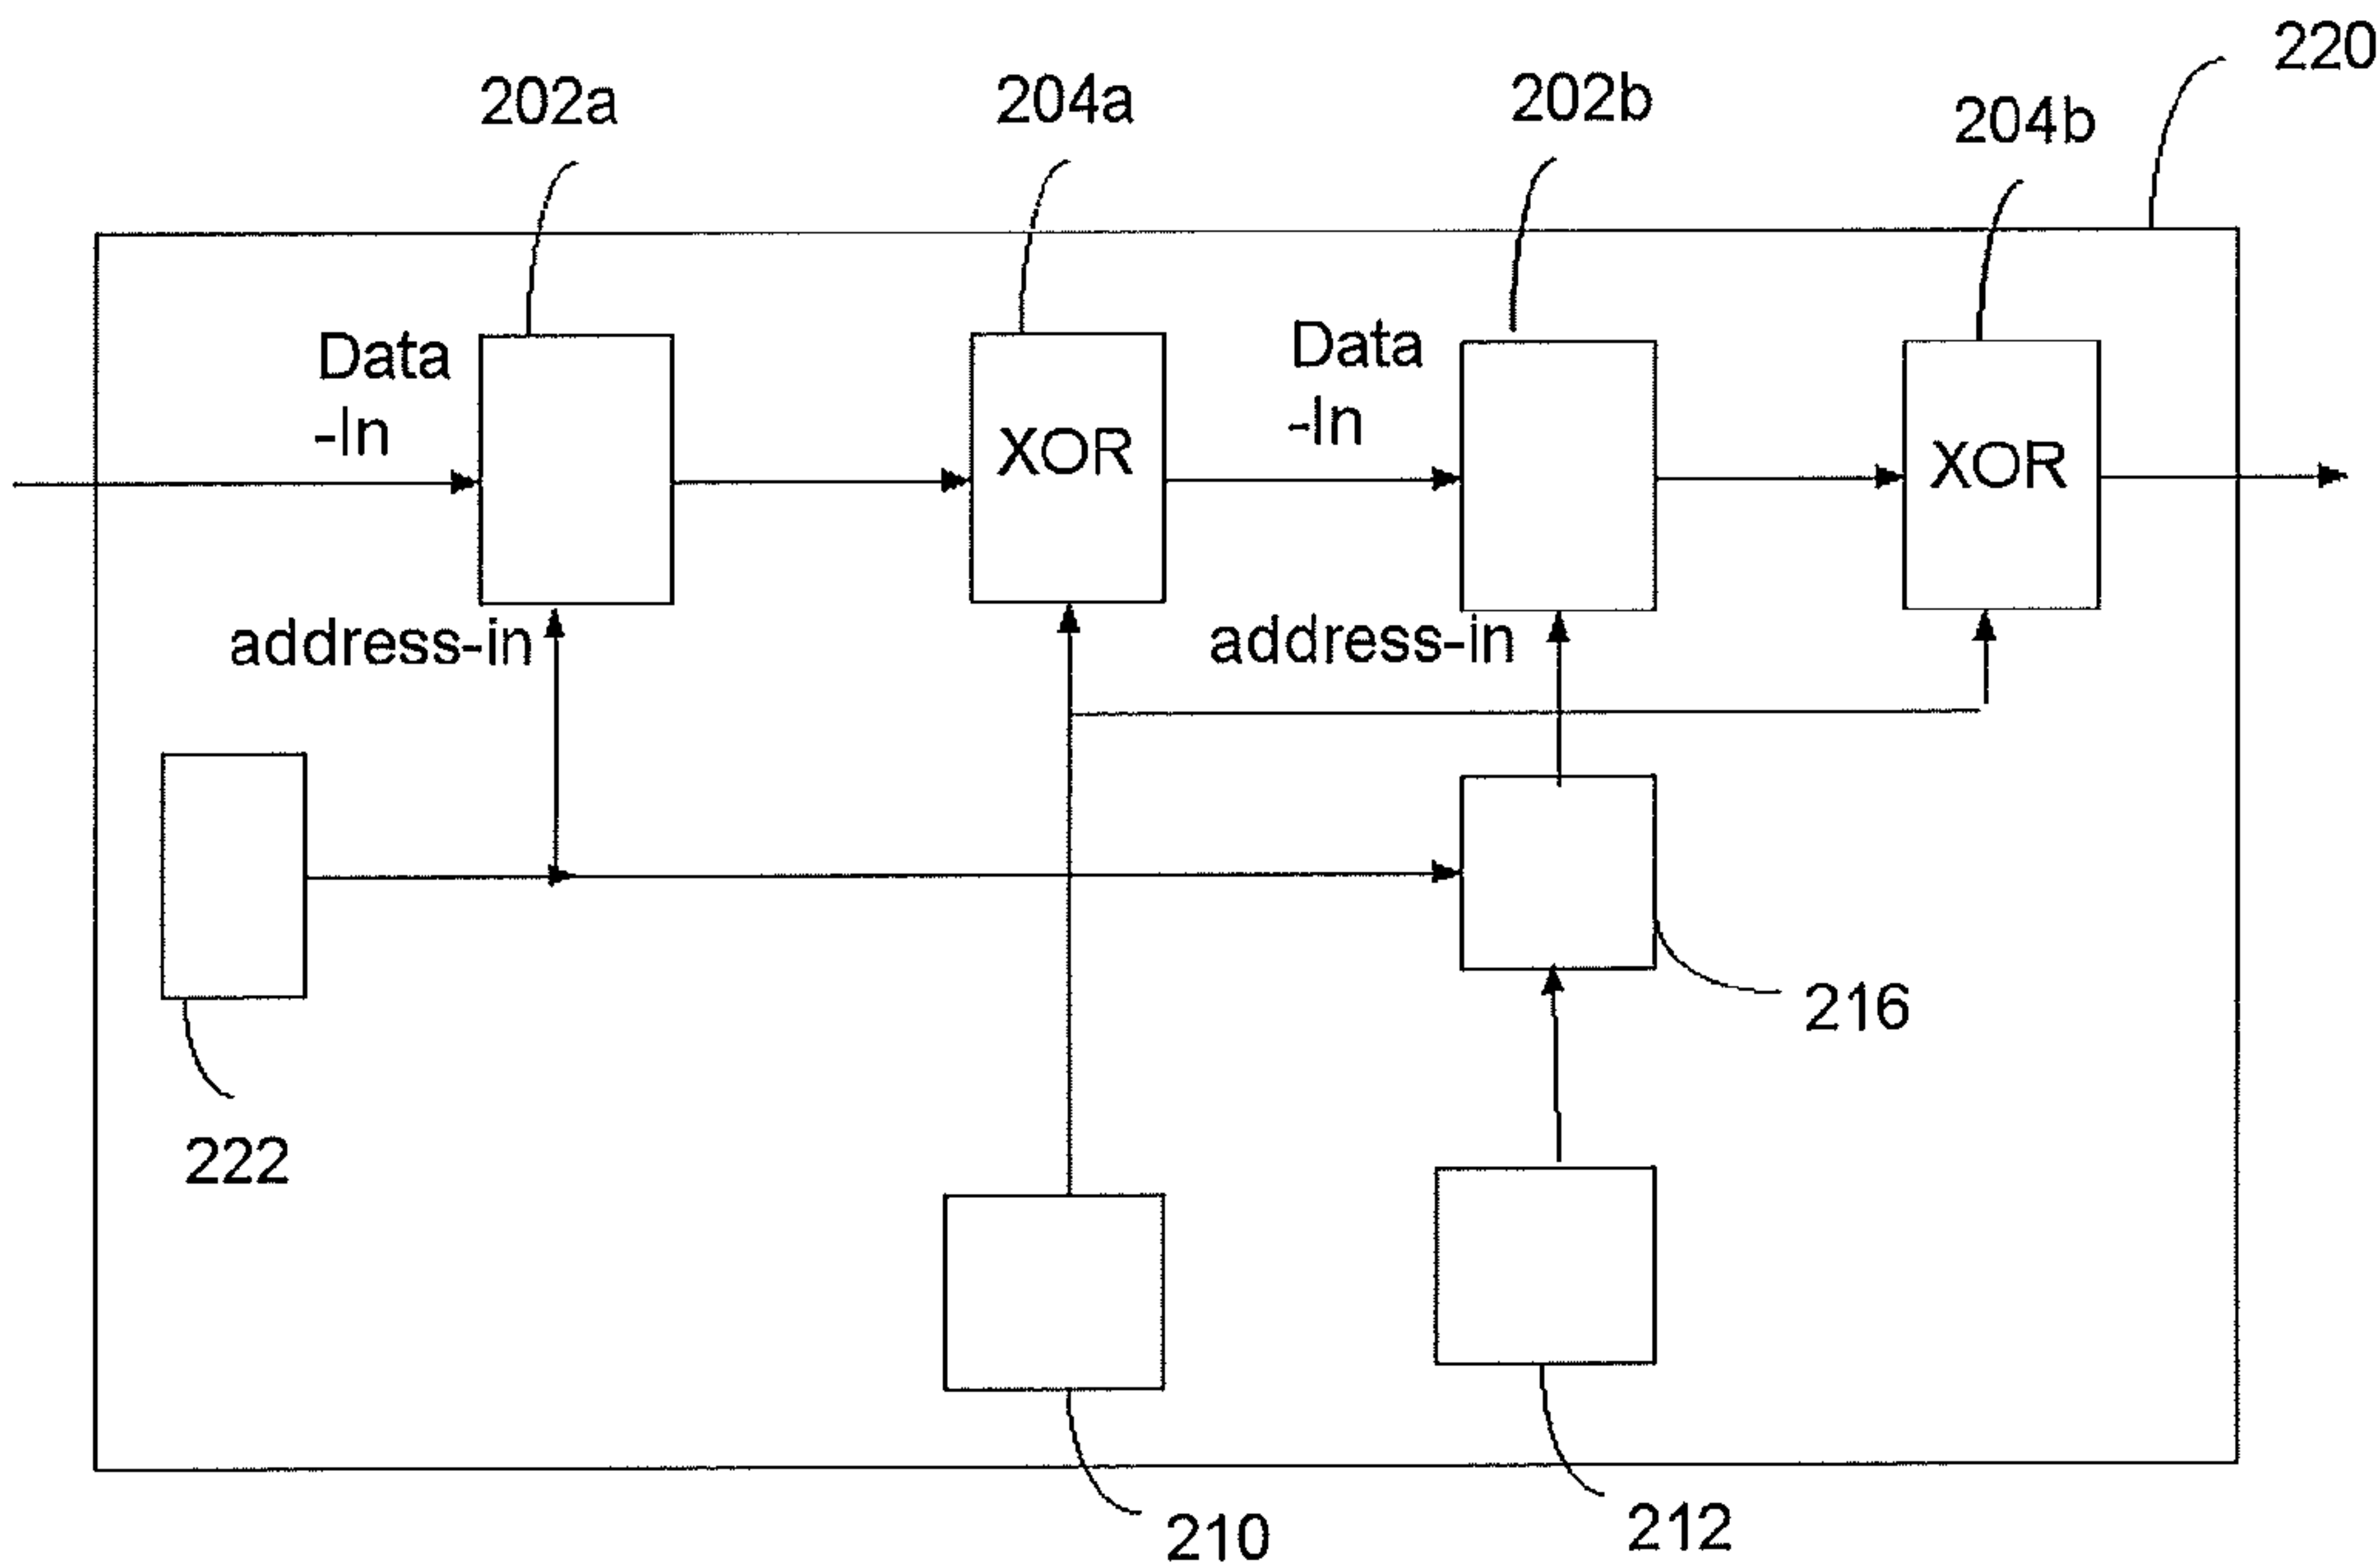 220
202a
204a
202b
204b
Data
-In
Data
-In
XOR
XOR
address-in
address-in
216
222
210
212